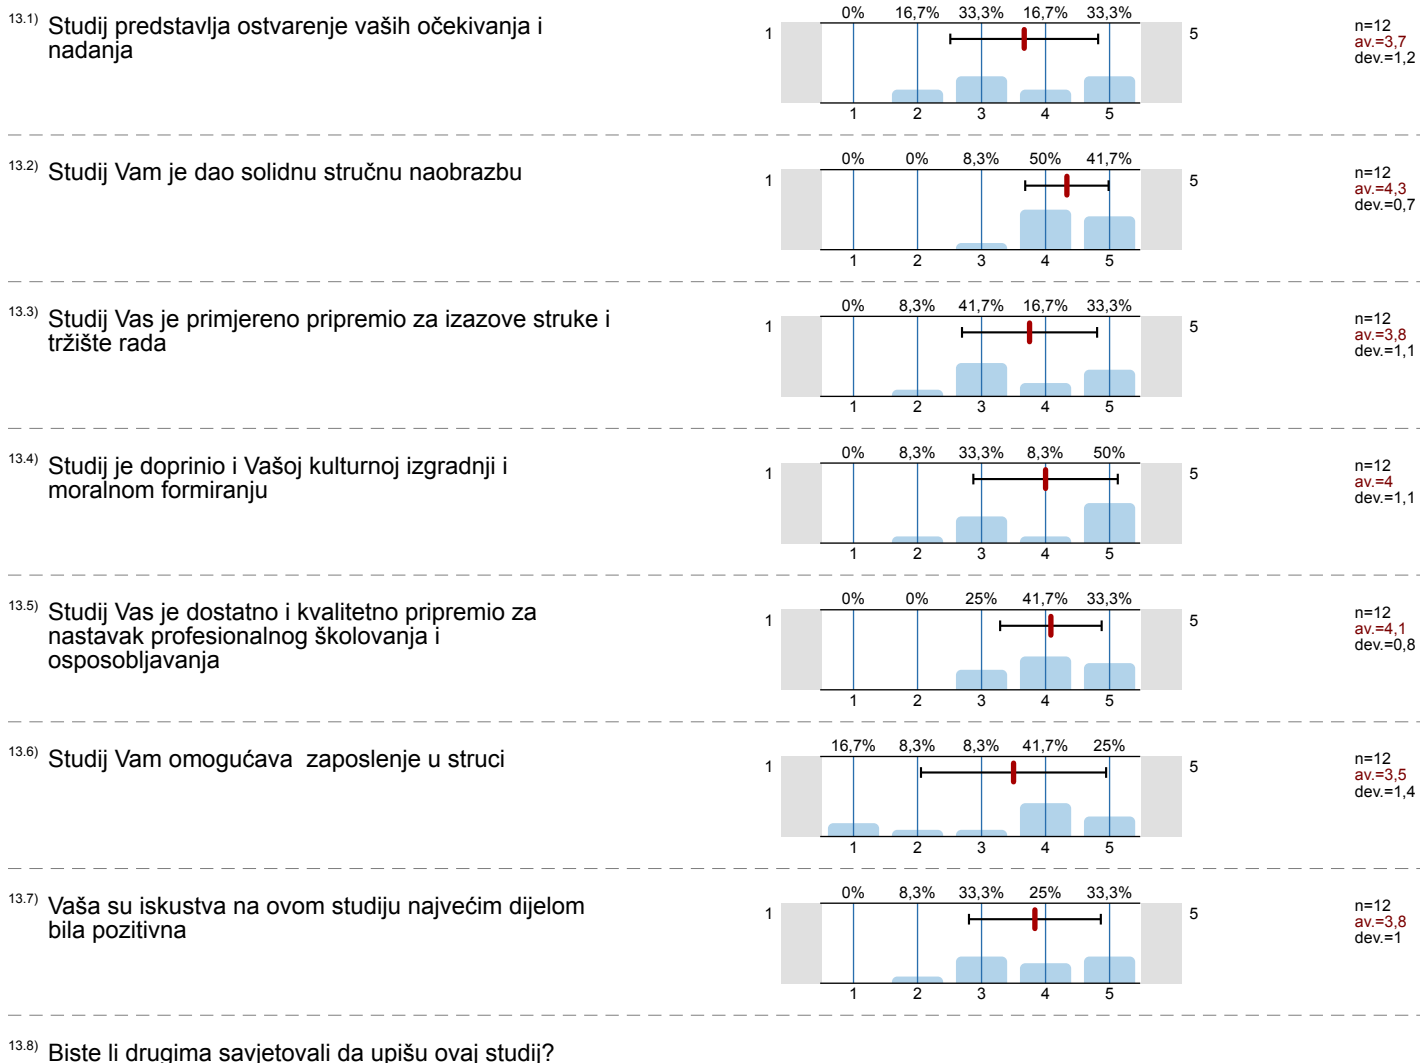 13.1) Studij predstavlja ostvarenje vaših očekivanja i
nadanja
0% 16,7% 33,3% 16,7% 33,3%
1 5
1 2 3 4 5
n=12
av.=3,7
dev.=1,2
13.2) Studij Vam je dao solidnu stručnu naobrazbu
0% 0% 8,3% 50% 41,7%
1 5
1 2 3 4 5
n=12
av.=4,3
dev.=0,7
13.3) Studij Vas je primjereno pripremio za izazove struke i
tržište rada
0% 8,3% 41,7% 16,7% 33,3%
1 5
1 2 3 4 5
n=12
av.=3,8
dev.=1,1
13.4) Studij je doprinio i Vašoj kulturnoj izgradnji i
moralnom formiranju
0% 8,3% 33,3% 8,3% 50%
1 5
1 2 3 4 5
n=12
av.=4
dev.=1,1
13.5) Studij Vas je dostatno i kvalitetno pripremio za
nastavak profesionalnog školovanja i
osposobljavanja
0% 0% 25% 41,7% 33,3%
1 5
1 2 3 4 5
n=12
av.=4,1
dev.=0,8
13.6) Studij Vam omogućava  zaposlenje u struci
16,7% 8,3% 8,3% 41,7% 25%
1 5
1 2 3 4 5
n=12
av.=3,5
dev.=1,4
13.7) Vaša su iskustva na ovom studiju najvećim dijelom
bila pozitivna
0% 8,3% 33,3% 25% 33,3%
1 5
1 2 3 4 5
n=12
av.=3,8
dev.=1
13.8) Biste li drugima savjetovali da upišu ovaj studij?